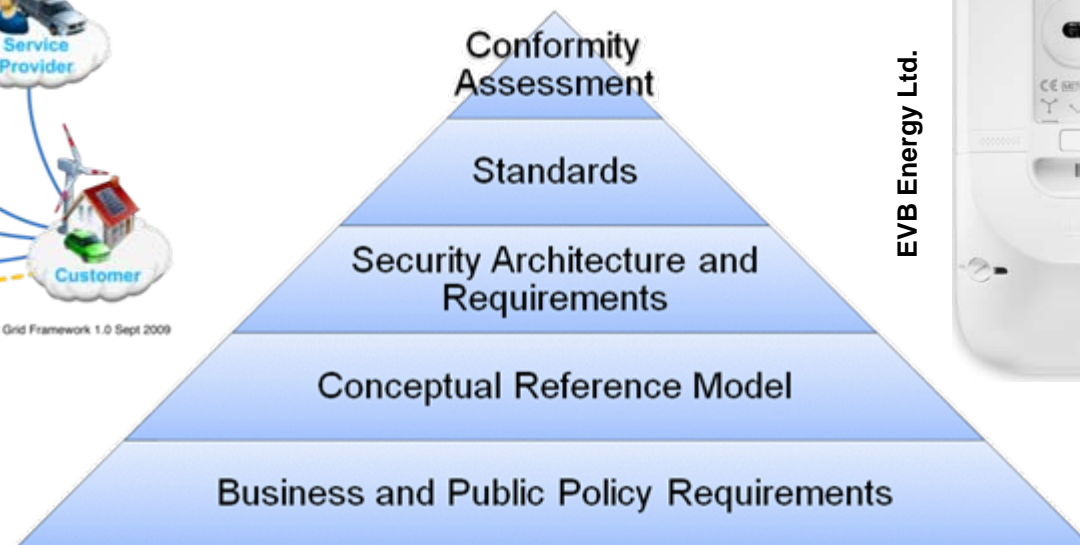 Service
Provider
Customer
Grid Framework 1.0 Sept 2009
Conformity
Assessment
Standards
Security Architecture and
Requirements
Conceptual Reference Model
Business and Public Policy Requirements
EVB Energy Ltd.
CE